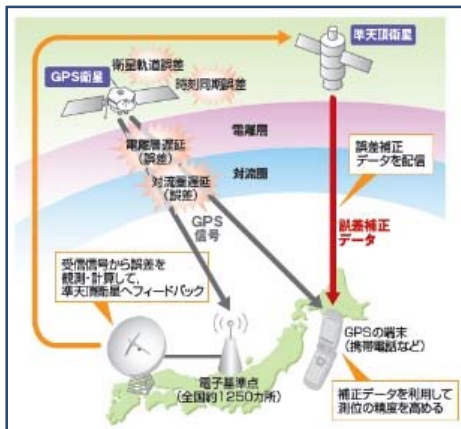 準天頂衛星
衛星軌道誤差
GPS衛星
時刻同期誤差
電離層
電離層遅延
(誤差)
誤差補正
データを配信
対流圏
対流圏遅延
(誤差)
GPS
信号
誤差補正
データ
受信信号から誤差を
観測・計算して,
準天頂衛星へフィードバック
GPSの端末
(携帯電話など)
電子基準点
(全国約1250カ所)
補正データを利用して
測位の精度を高める